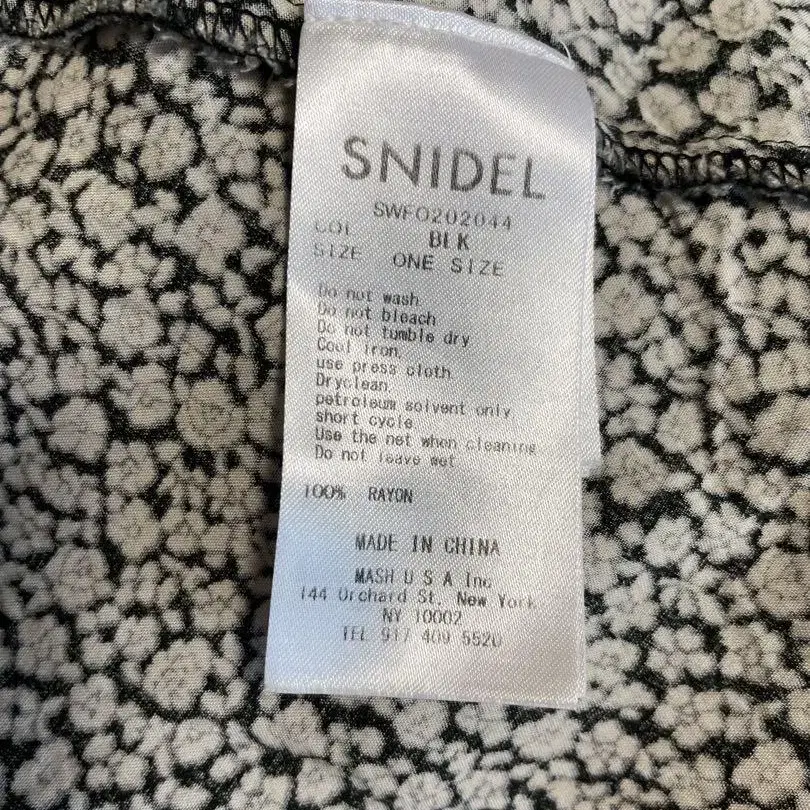 SNIDEL
SWFO202044
COL BLK
SIZE ONE SIZE
Do not wash
Do not bleach
Do not tumble dry
Cool iron.
use press cloth
Dryclean.
petroleum solvent only
short cycle
Use the net when cleaning
Do not leave wet
100% RAYON
MADE IN CHINA
MASH U S A Inc
144 Orchard St, New York
NY 10002
TEL 917 409 5520